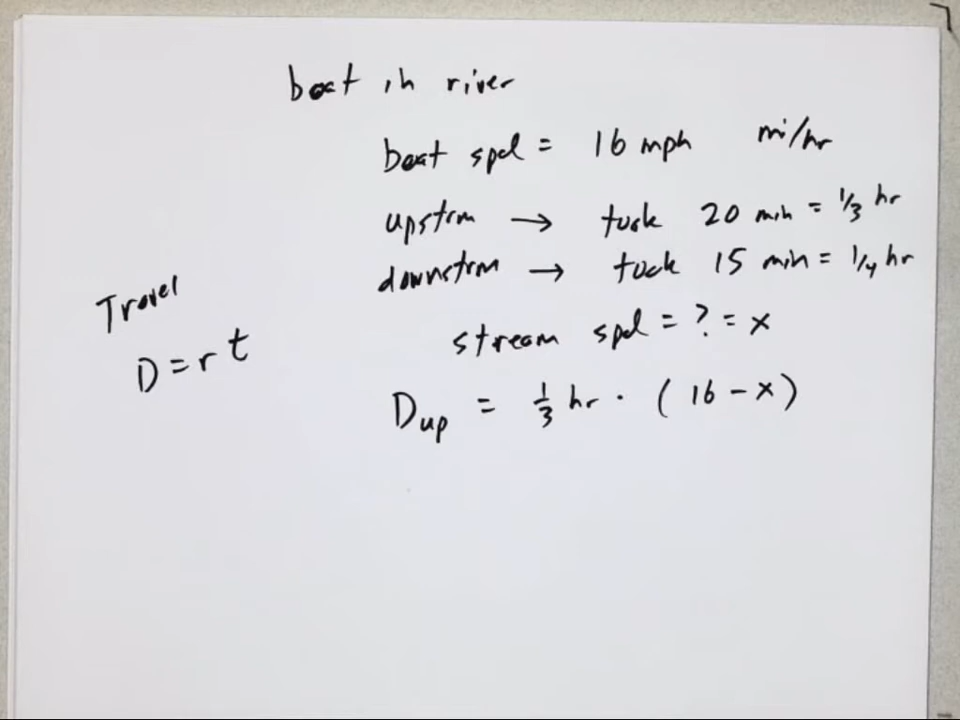 boat in river
boat spd = 16 mph mi/hr
upstrm → took 20 min = 1/3 hr
downstrm → took 15 min = 1/4 hr
Travel
stream spd = ? = x
D = r t
D_up = 1/3 hr · (16 - x)